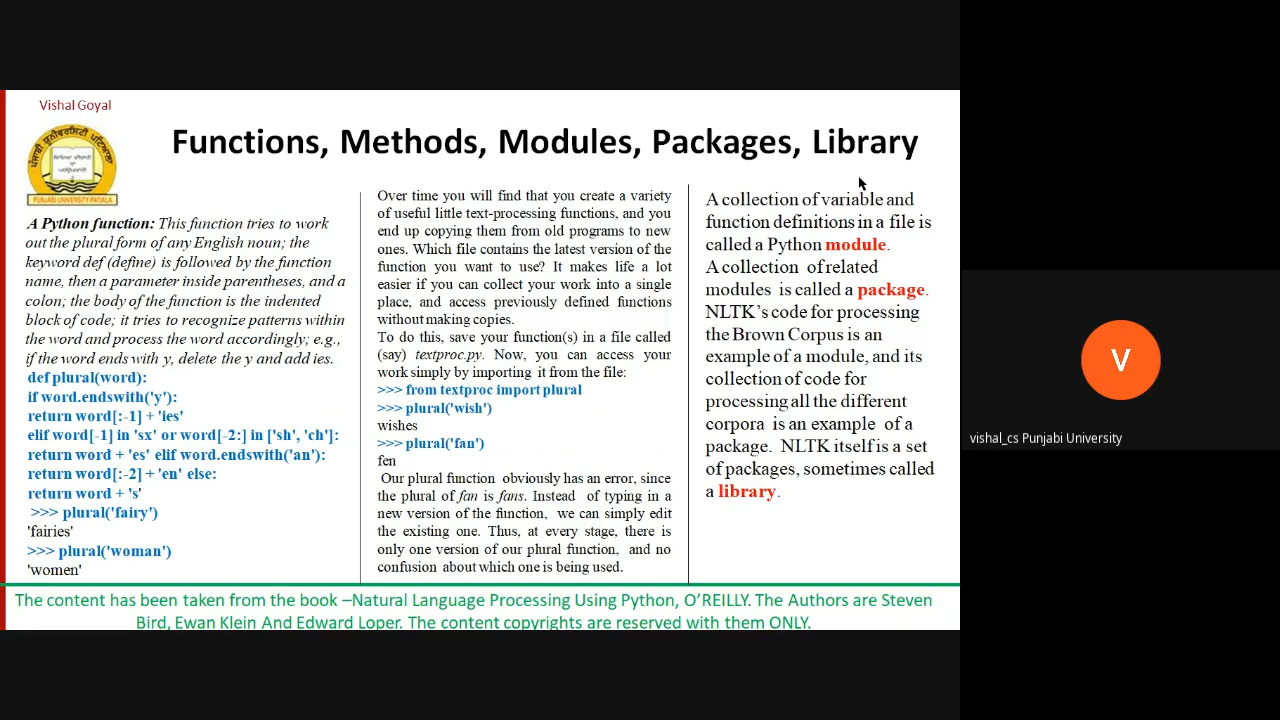 Vishal Goyal
Functions, Methods, Modules, Packages, Library
PUNJABI UNIVERSITY PATIALA
A Python function: This function tries to work
out the plural form of any English noun; the
keyword def (define) is followed by the function
name, then a parameter inside parentheses, and a
colon; the body of the function is the indented
block of code; it tries to recognize patterns within
the word and process the word accordingly; e.g.,
if the word ends with y, delete the y and add ies.
def plural(word):
if word.endswith('y'):
return word[:-1] + 'ies'
elif word[-1] in 'sx' or word[-2:] in ['sh', 'ch']:
return word + 'es' elif word.endswith('an'):
return word[:-2] + 'en' else:
return word + 's'
>>> plural('fairy')
'fairies'
>>> plural('woman')
'women'
Over time you will find that you create a variety
of useful little text-processing functions, and you
end up copying them from old programs to new
ones. Which file contains the latest version of the
function you want to use? It makes life a lot
easier if you can collect your work into a single
place, and access previously defined functions
without making copies.
To do this, save your function(s) in a file called
(say) textproc.py. Now, you can access your
work simply by importing it from the file:
>>> from textproc import plural
>>> plural('wish')
wishes
>>> plural('fan')
fen
Our plural function obviously has an error, since
the plural of fan is fans. Instead of typing in a
new version of the function, we can simply edit
the existing one. Thus, at every stage, there is
only one version of our plural function, and no
confusion about which one is being used.
A collection of variable and
function definitions in a file is
called a Python module.
A collection of related
modules is called a package.
NLTK's code for processing
the Brown Corpus is an
example of a module, and its
collection of code for
processing all the different
corpora is an example of a
package. NLTK itself is a set
of packages, sometimes called
a library.
The content has been taken from the book –Natural Language Processing Using Python, O'REILLY. The Authors are Steven
Bird, Ewan Klein And Edward Loper. The content copyrights are reserved with them ONLY.
V
vishal_cs Punjabi University